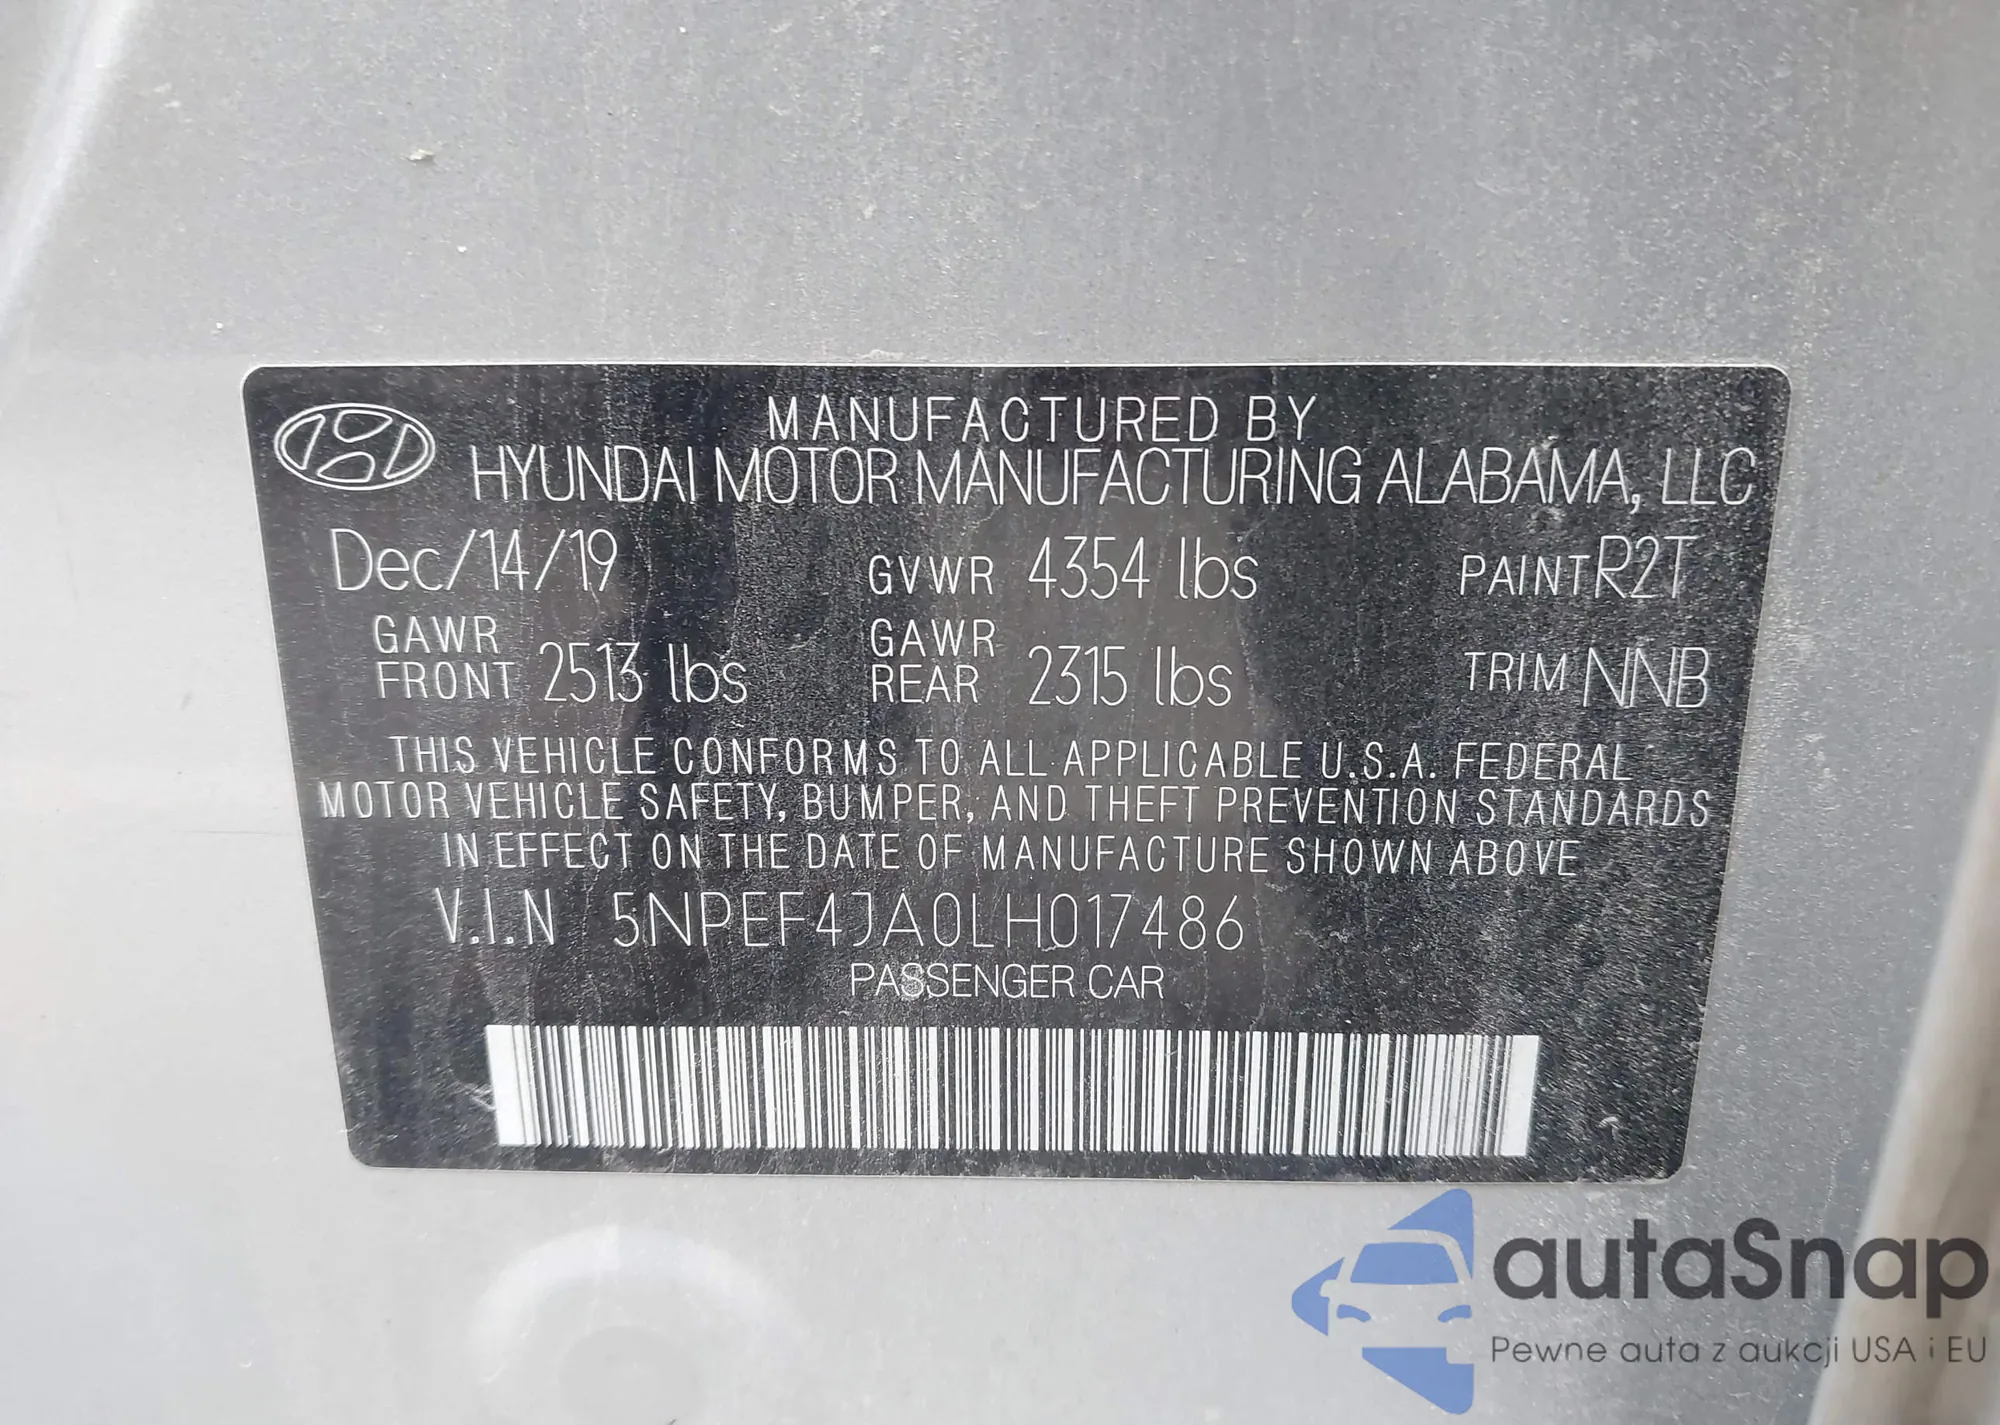 MANUFACTURED BY
HYUNDAI MOTOR MANUFACTURING ALABAMA, LLC
Dec/14/19 GVWR 4354 lbs PAINT R2T
GAWR FRONT 2513 lbs GAWR REAR 2315 lbs TRIM NNB
THIS VEHICLE CONFORMS TO ALL APPLICABLE U.S.A. FEDERAL
MOTOR VEHICLE SAFETY, BUMPER, AND THEFT PREVENTION STANDARDS
IN EFFECT ON THE DATE OF MANUFACTURE SHOWN ABOVE
V.I.N 5NPEF4JA0LH017486
PASSENGER CAR
autaSnap
Pewne auta z aukcji USA i EU